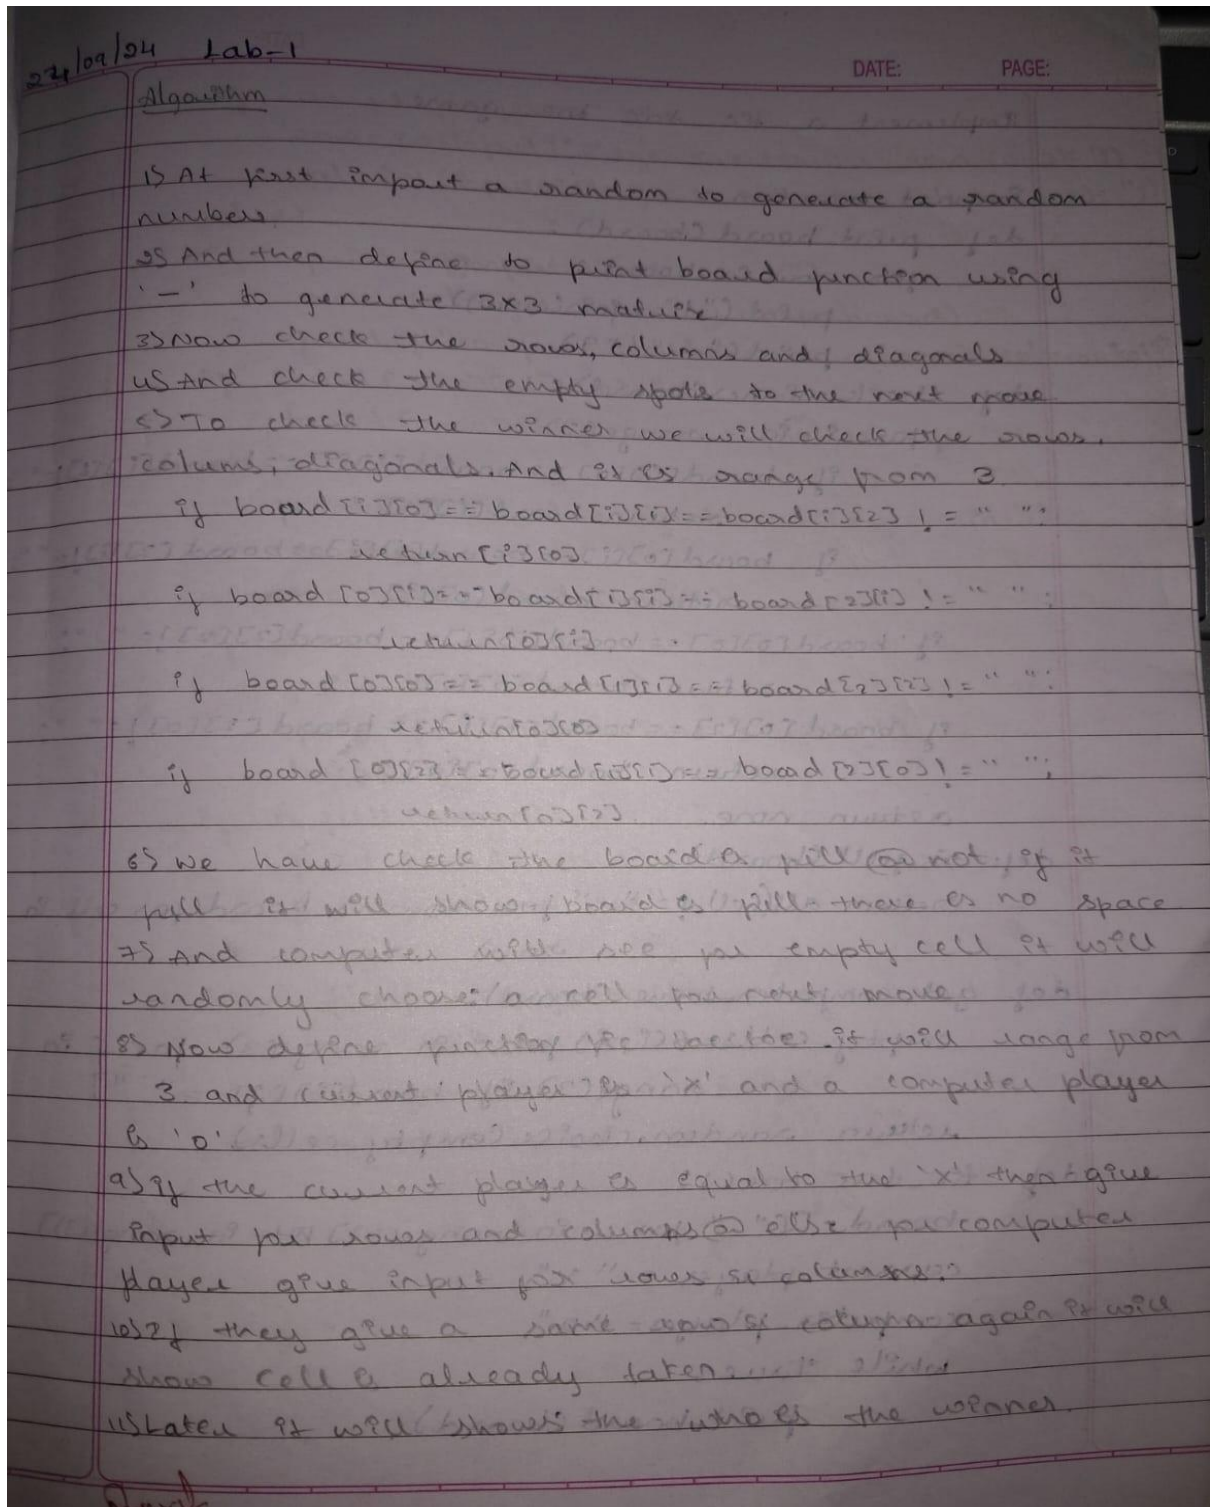 24/09/24 Lab-1
DATE: PAGE:
Algorithm
1) At first import a random to generate a random
number
2) And then define to print board function using
'-' to generate 3x3 matrix
3) Now check the rows, columns and diagonals
4) And check the empty spots to the next move
5) To check the winner we will check the rows,
colums, diagonals. And it is range from 3
if board [i][0] == board[i][i] == board[i][2] != " ":
return [i][0]
if board [0][i] == board[i][i] == board[2][i] != " ":
return [0][i]
if board [0][0] == board [1][1] == board[2][2] != " ":
return [0][0]
if board [0][2] == board [1][1] == board [2][0] != " ":
return [0][2]
6) we have check the board is fill or not, if it
full it will show board is fill there is no space
7) And computer will see for empty cell it will
randomly choose a cell for next move
8) Now define function tic tac toe. it will range from
3 and current player is 'x' and a computer player
is 'o'
9) if the current player is equal to the 'x' then give
input for rows and columns or else for computer
player give input for rows & columns.
10) If they give a same row & column again it will
show cell is already taken
11) Later it will shows the who is the winner.